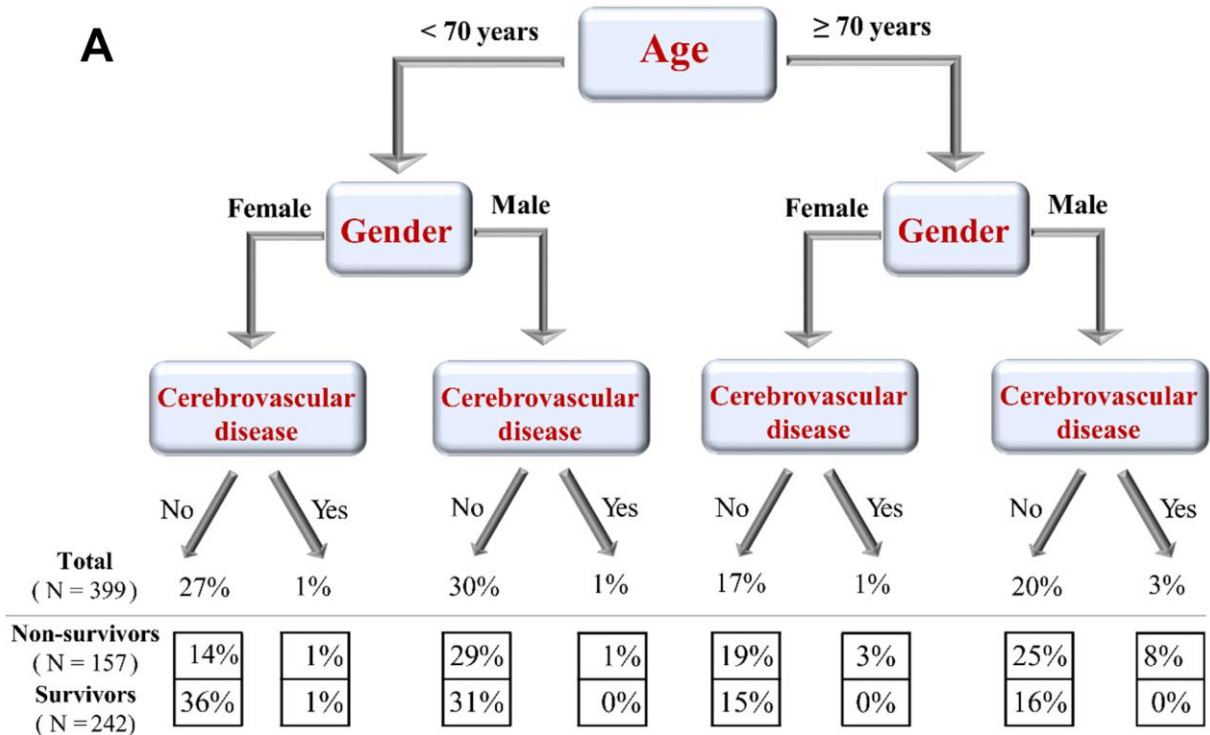 A
< 70 years
Age
≥ 70 years
Female
Gender
Male
Female
Gender
Male
Cerebrovascular
disease
Cerebrovascular
disease
Cerebrovascular
disease
Cerebrovascular
disease
No Yes No Yes No Yes No Yes
Total
( N = 399) 27% 1% 30% 1% 17% 1% 20% 3%
Non-survivors
( N = 157) 14% 1% 29% 1% 19% 3% 25% 8%
Survivors
( N =242) 36% 1% 31% 0% 15% 0% 16% 0%